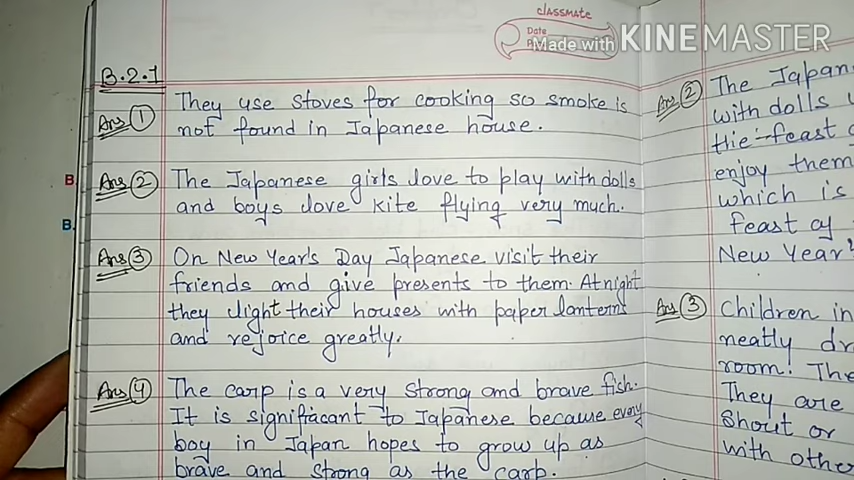 classmate
Date
Made with KINEMASTER
B.2.1
Ans 1 They use stoves for cooking so smoke is
not found in Japanese house.
B
Ans 2 The Japanese girls love to play with dolls
and boys love kite flying very much.
B.
Ans 3 On New Year's Day Japanese visit their
friends and give presents to them. At night
they light their houses with paper lanterns
and rejoice greatly.
Ans 4 The carp is a very strong and brave fish.
It is significant to Japanese because every
boy in Japan hopes to grow up as
brave and strong as the carp.
Ans 2 The Japan
with dolls
the feast
enjoy them
which is
feast of
New Year
Ans 3 Children in
neatly dr
room. The
They are
shout or
with othe